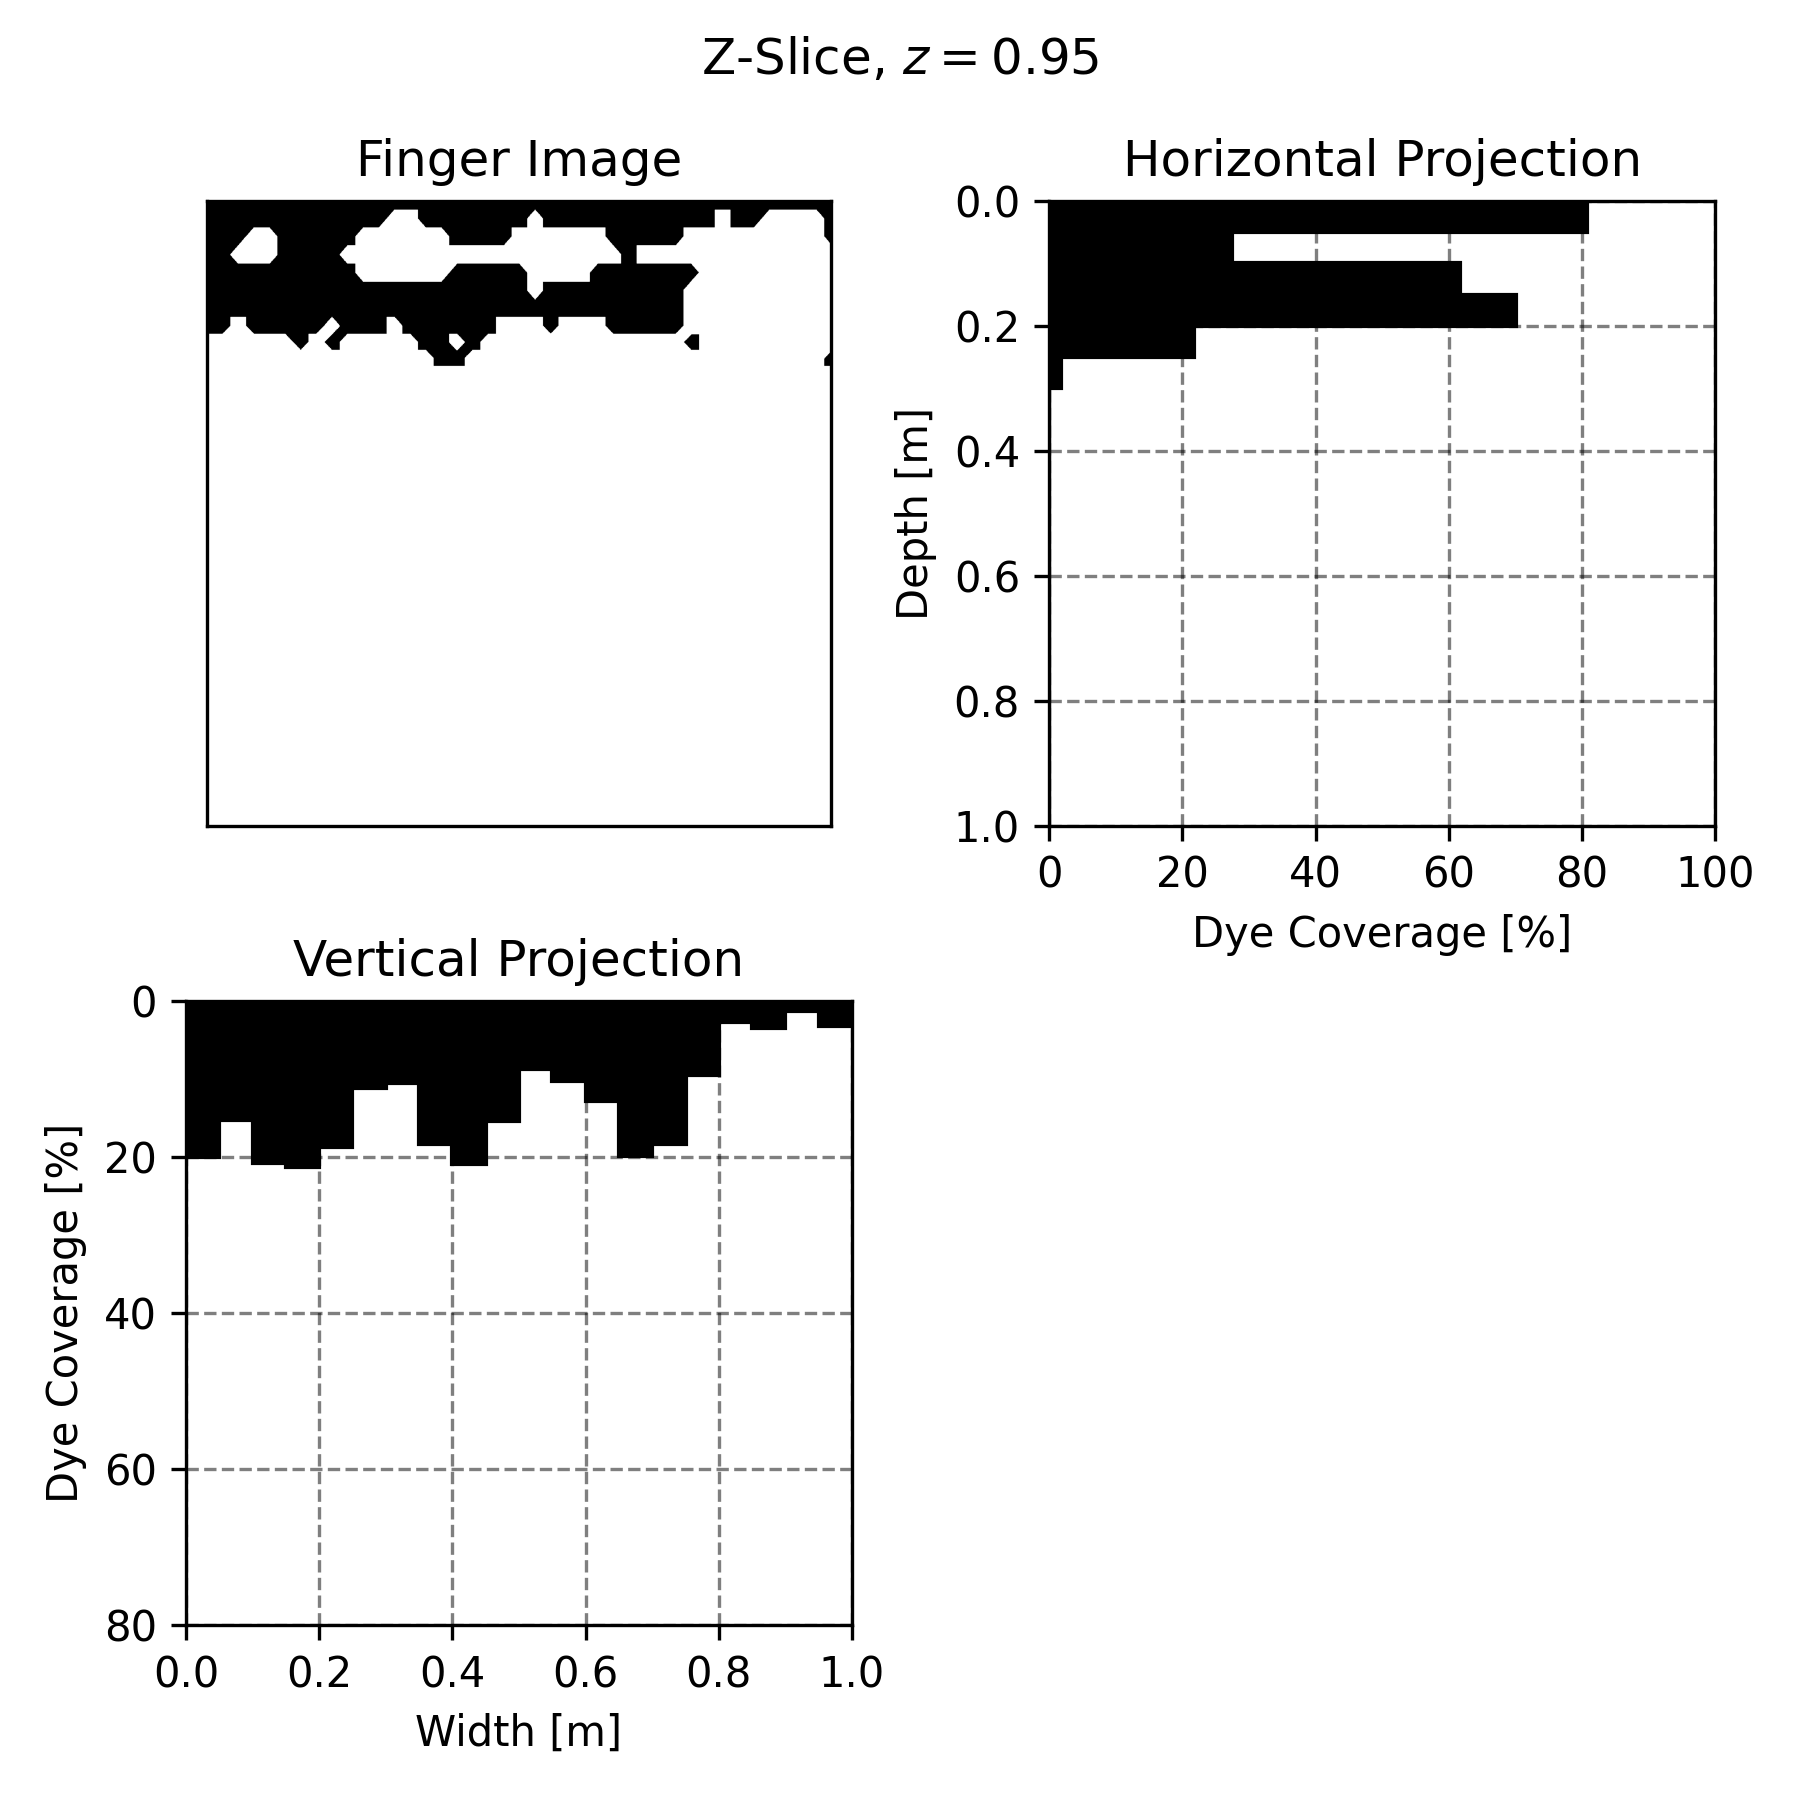 Z-Slice, z = 0.95
Finger Image
Horizontal Projection
0.0
0.2
0.4
0.6
0.8
1.0
Depth [m]
0 20 40 60 80 100
Dye Coverage [%]
Vertical Projection
0
20
40
60
80
Dye Coverage [%]
0.0 0.2 0.4 0.6 0.8 1.0
Width [m]